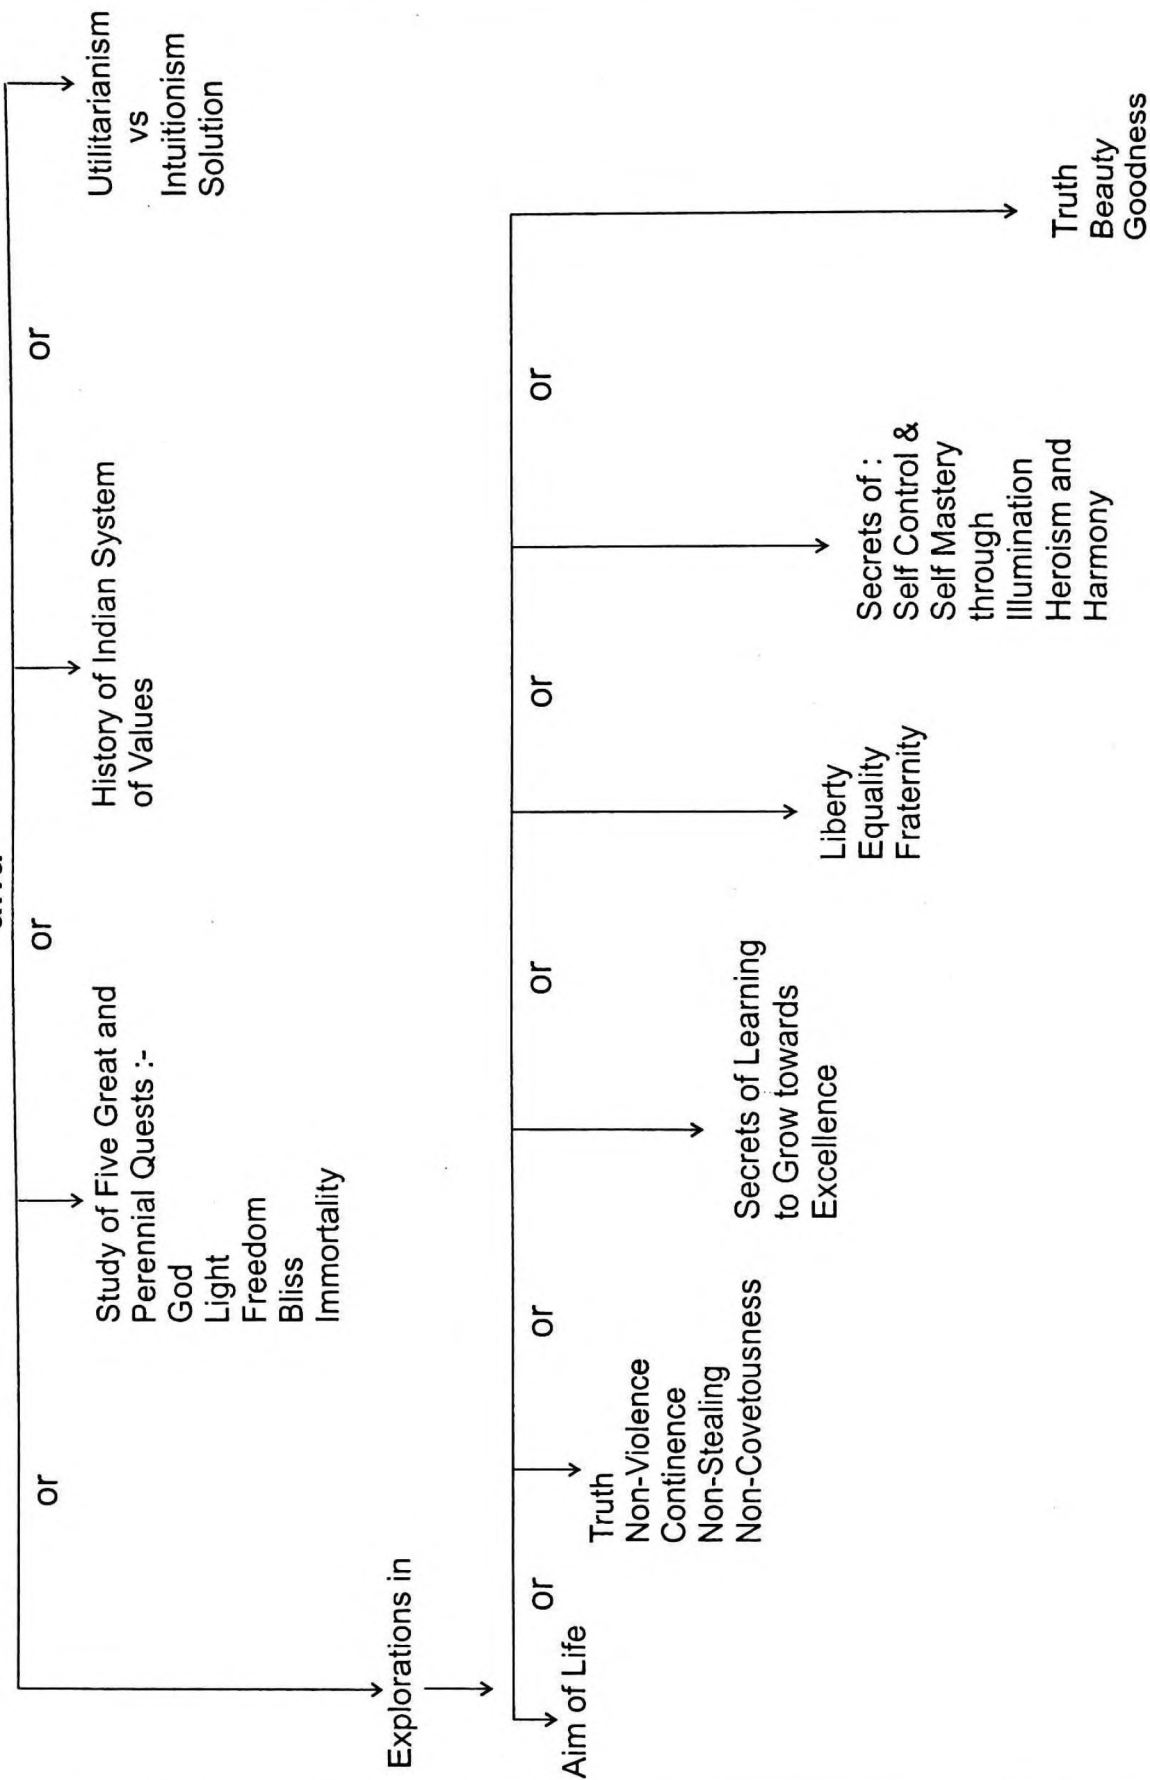 or
or
or
Study of Five Great and
Perennial Quests :-
God
Light
Freedom
Bliss
Immortality
History of Indian System
of Values
Utilitarianism
vs
Intuitionism
Solution
Explorations in
or
or
or
or
or
Aim of Life
Truth
Non-Violence
Continence
Non-Stealing
Non-Covetousness
Secrets of Learning
to Grow towards
Excellence
Liberty
Equality
Fraternity
Secrets of :
Self Control &
Self Mastery
through
Illumination
Heroism and
Harmony
Truth
Beauty
Goodness